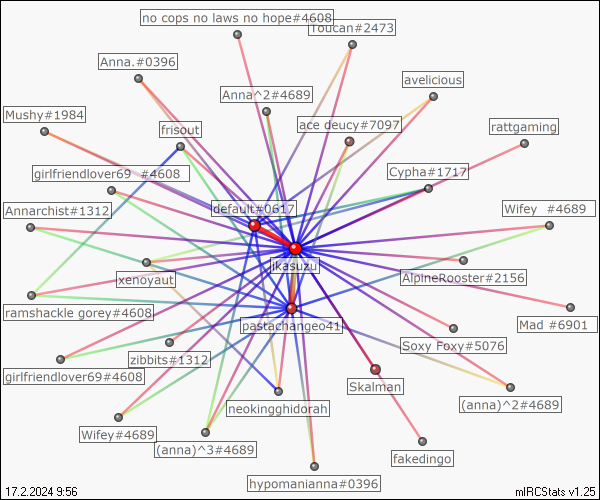 no cops no laws no hope#4608
Toucan#2473
Anna.#0396
avelicious
Anna^2#4689
Mushy#1984
frisout
ace deucy#7097
rattgaming
girlfriendlover69 #4608
Cypha#1717
default#0617
Annarchist#1312
Wifey #4689
jkasuzu
xenoyaut
AlpineRooster#2156
ramshackle gorey#4608
pastachangeo41
Mad #6901
Soxy Foxy#5076
zibbits#1312
girlfriendlover69#4608
Skalman
neokingghidorah
(anna)^2#4689
Wifey#4689
(anna)^3#4689
fakedingo
hypomanianna#0396
17.2.2024 9:56
mIRCStats v1.25